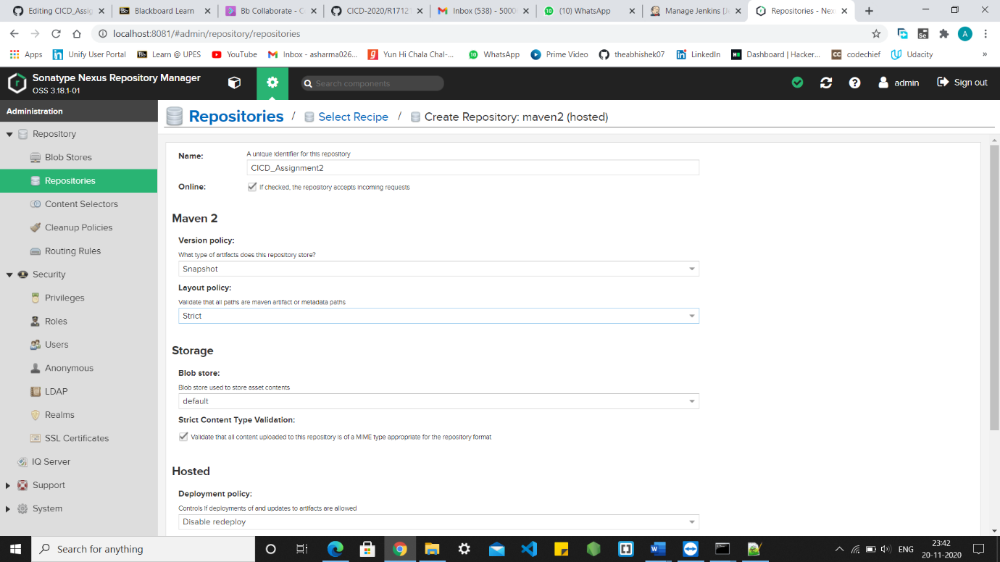 Editing CICD_Assig
Blackboard Learn
Bb Collaborate - C
CICD-2020/R17121
Inbox (538) - 5000
(10) WhatsApp
Manage Jenkins [Je
Repositories - Nex
localhost:8081/#admin/repository/repositories
Apps
Unify User Portal
Learn @ UPES
YouTube
Inbox - asharma026...
Yun Hi Chala Chal-...
WhatsApp
Prime Video
theabhishek07
LinkedIn
Dashboard | Hacker...
codechief
Udacity
Sonatype Nexus Repository Manager
OSS 3.18.1-01
Search components
admin
Sign out
Administration
Repositories / Select Recipe / Create Repository: maven2 (hosted)
Repository
Blob Stores
Repositories
Content Selectors
Cleanup Policies
Routing Rules
Security
Privileges
Roles
Users
Anonymous
LDAP
Realms
SSL Certificates
IQ Server
Support
System
Name:
A unique identifier for this repository
CICD_Assignment2
Online:
If checked, the repository accepts incoming requests
Maven 2
Version policy:
What type of artifacts does this repository store?
Snapshot
Layout policy:
Validate that all paths are maven artifact or metadata paths
Strict
Storage
Blob store:
Blob store used to store asset contents
default
Strict Content Type Validation:
Validate that all content uploaded to this repository is of a MIME type appropriate for the repository format
Hosted
Deployment policy:
Controls if deployments of and updates to artifacts are allowed
Disable redeploy
Search for anything
ENG
23:42
20-11-2020